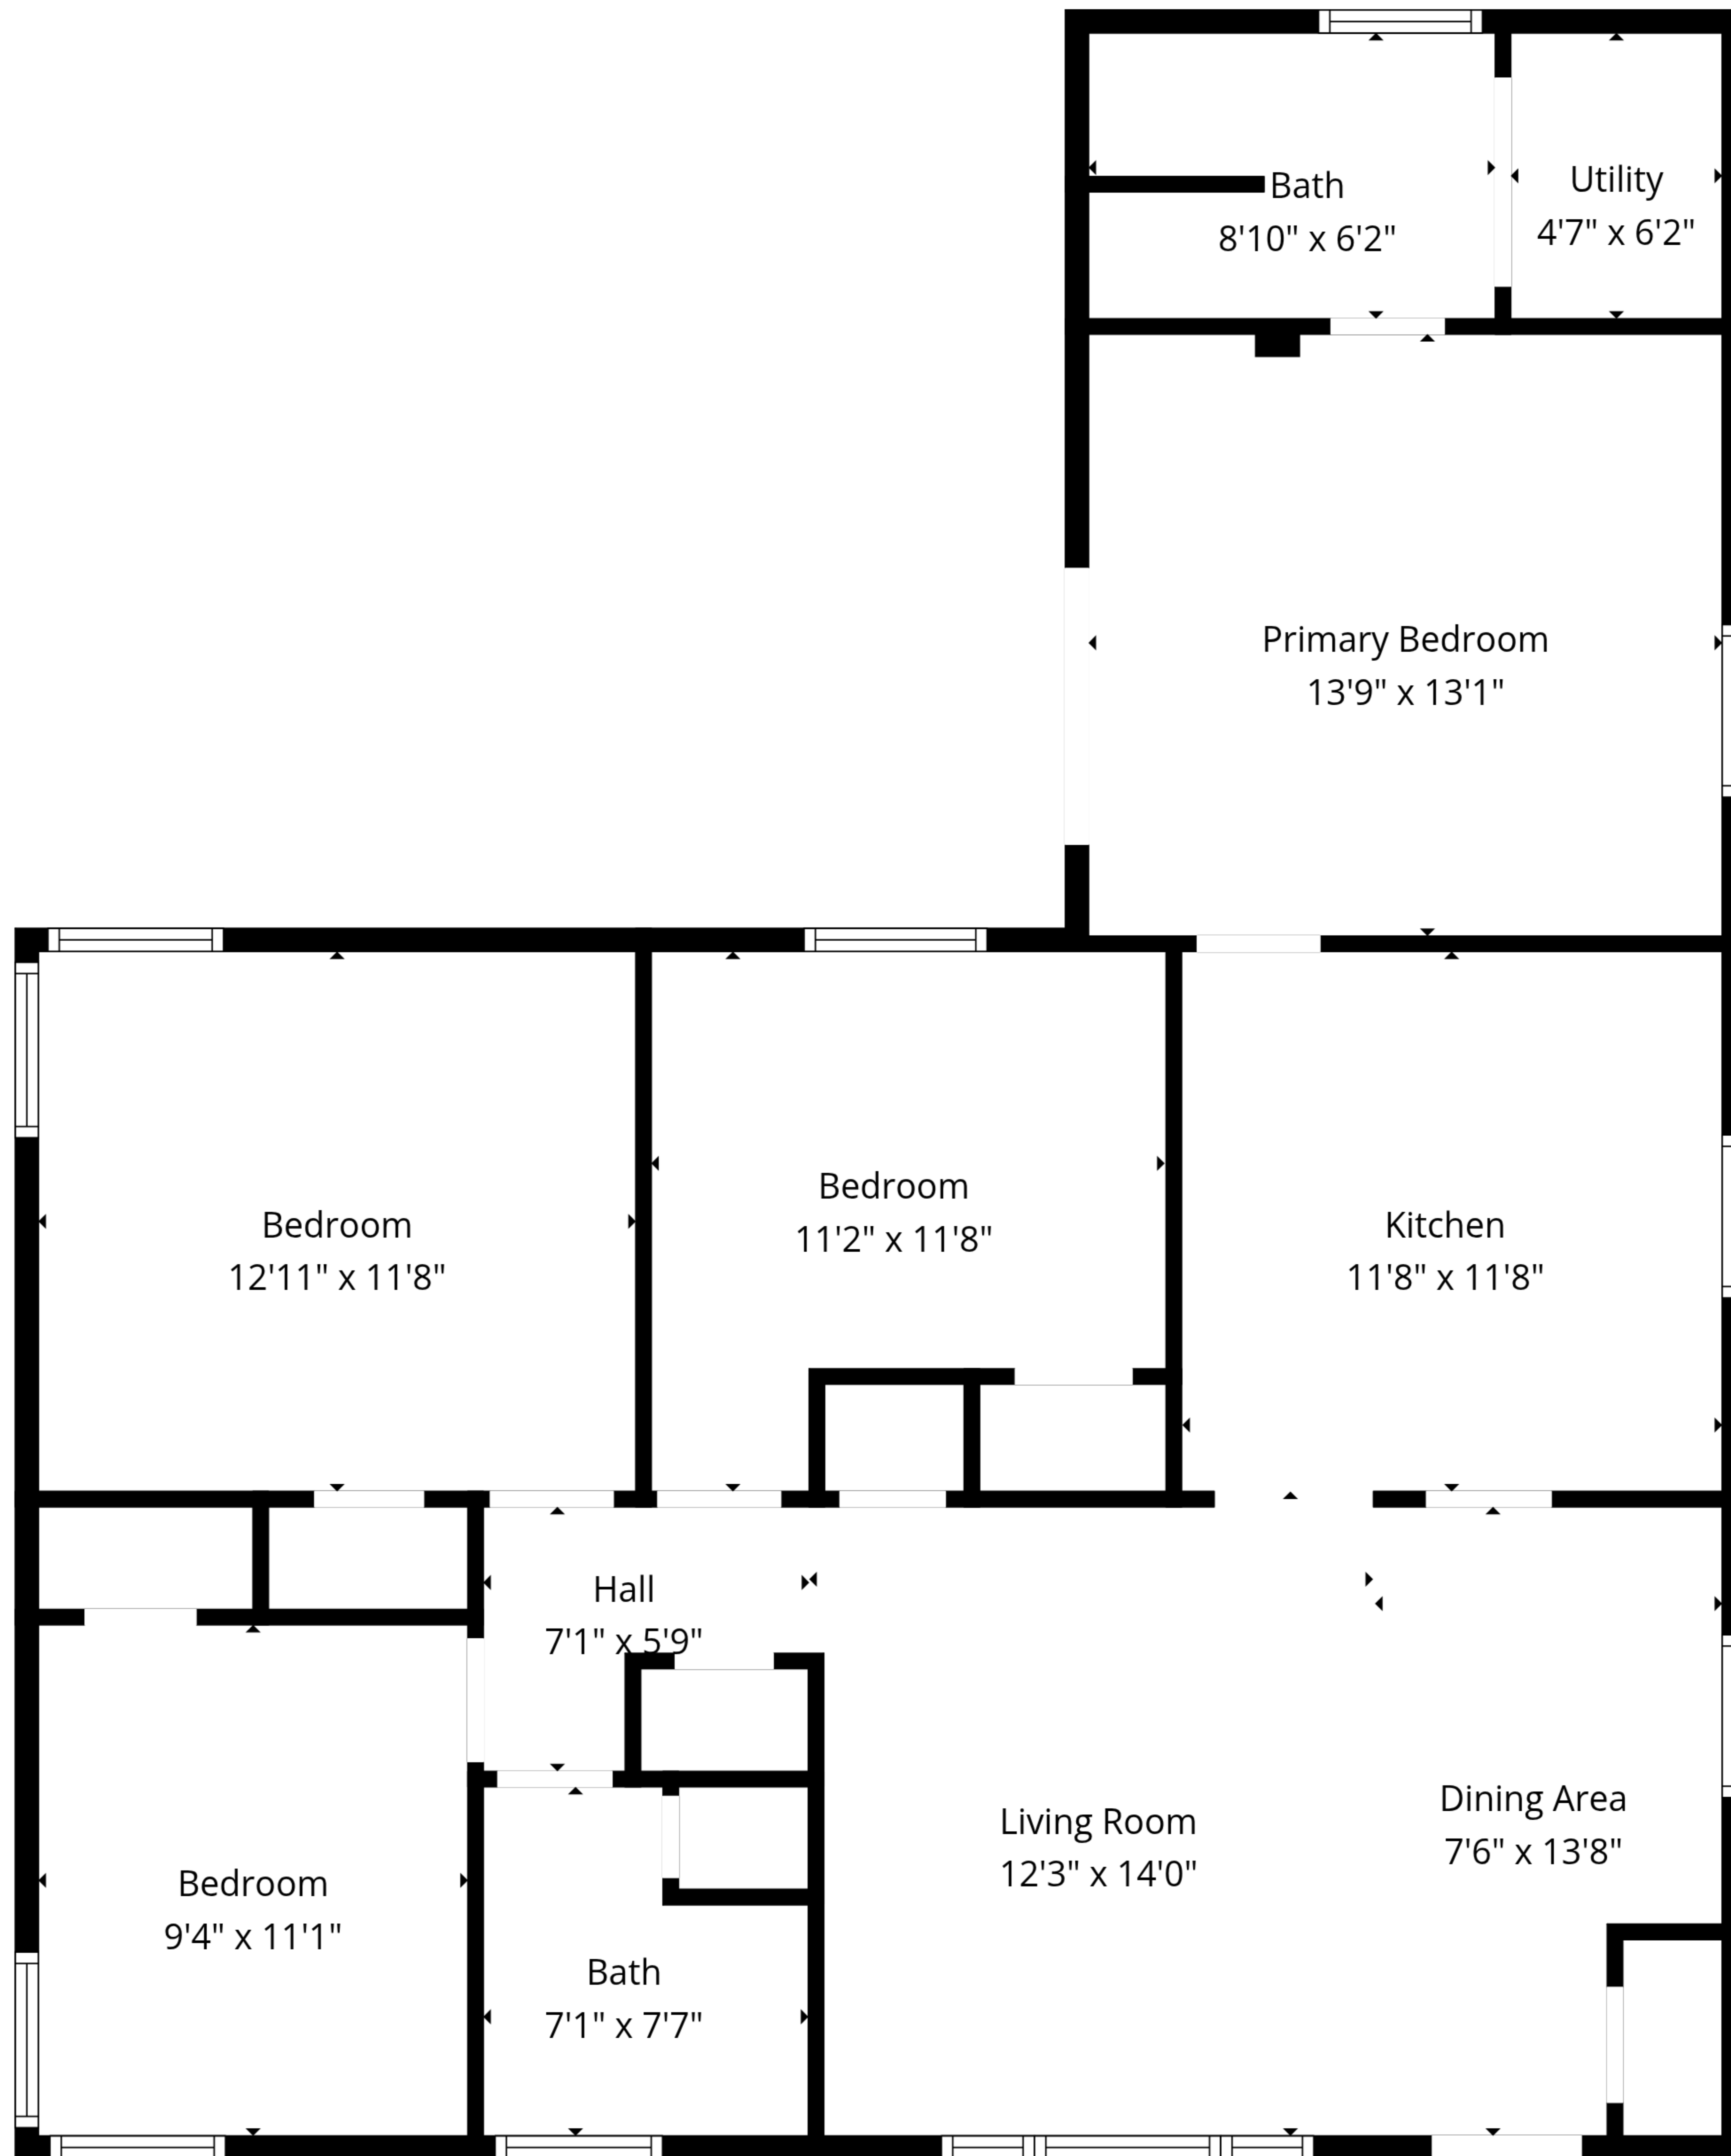 Bath
8'10" x 6'2"
Utility
4'7" x 6'2"
Primary Bedroom
13'9" x 13'1"
Bedroom
12'11" x 11'8"
Bedroom
11'2" x 11'8"
Kitchen
11'8" x 11'8"
Hall
7'1" x 5'9"
Living Room
12'3" x 14'0"
Dining Area
7'6" x 13'8"
Bedroom
9'4" x 11'1"
Bath
7'1" x 7'7"